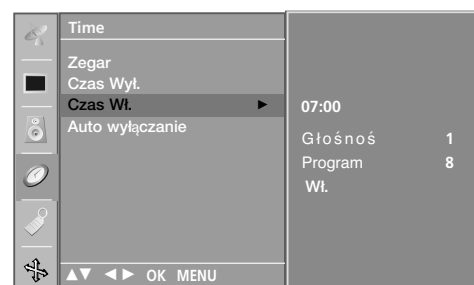 Time
Zegar
Czas Wył.
Czas Wł. ►
Auto wyłączanie
07:00
Głośnoś 1
Program 8
Wł.
▲▼ ◄► OK MENU